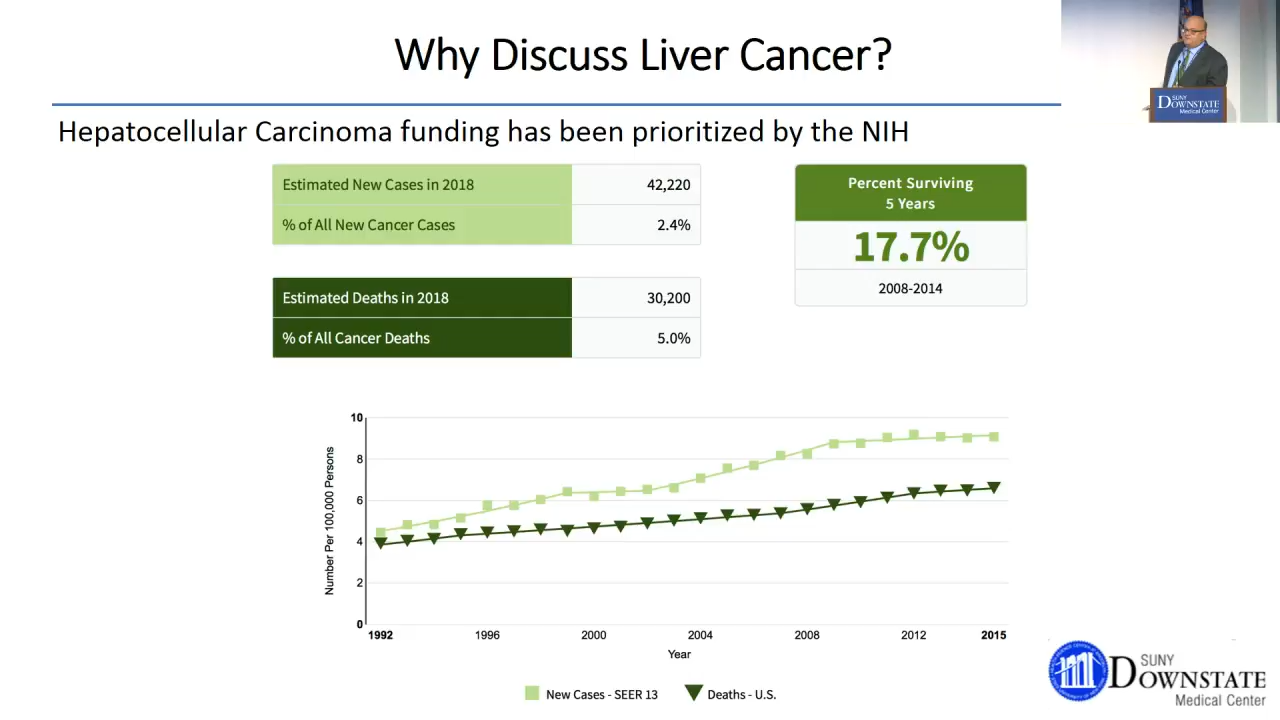 Why Discuss Liver Cancer?
SUNY
DOWNSTATE
Medical Center
Hepatocellular Carcinoma funding has been prioritized by the NIH
Estimated New Cases in 2018 42,220
% of All New Cancer Cases 2.4%
Estimated Deaths in 2018 30,200
% of All Cancer Deaths 5.0%
Percent Surviving
5 Years
17.7%
2008-2014
Number Per 100,000 Persons
10
8
6
4
2
0
1992 1996 2000 2004 2008 2012 2015
Year
New Cases - SEER 13 Deaths - U.S.
SUNY
DOWNSTATE
Medical Center